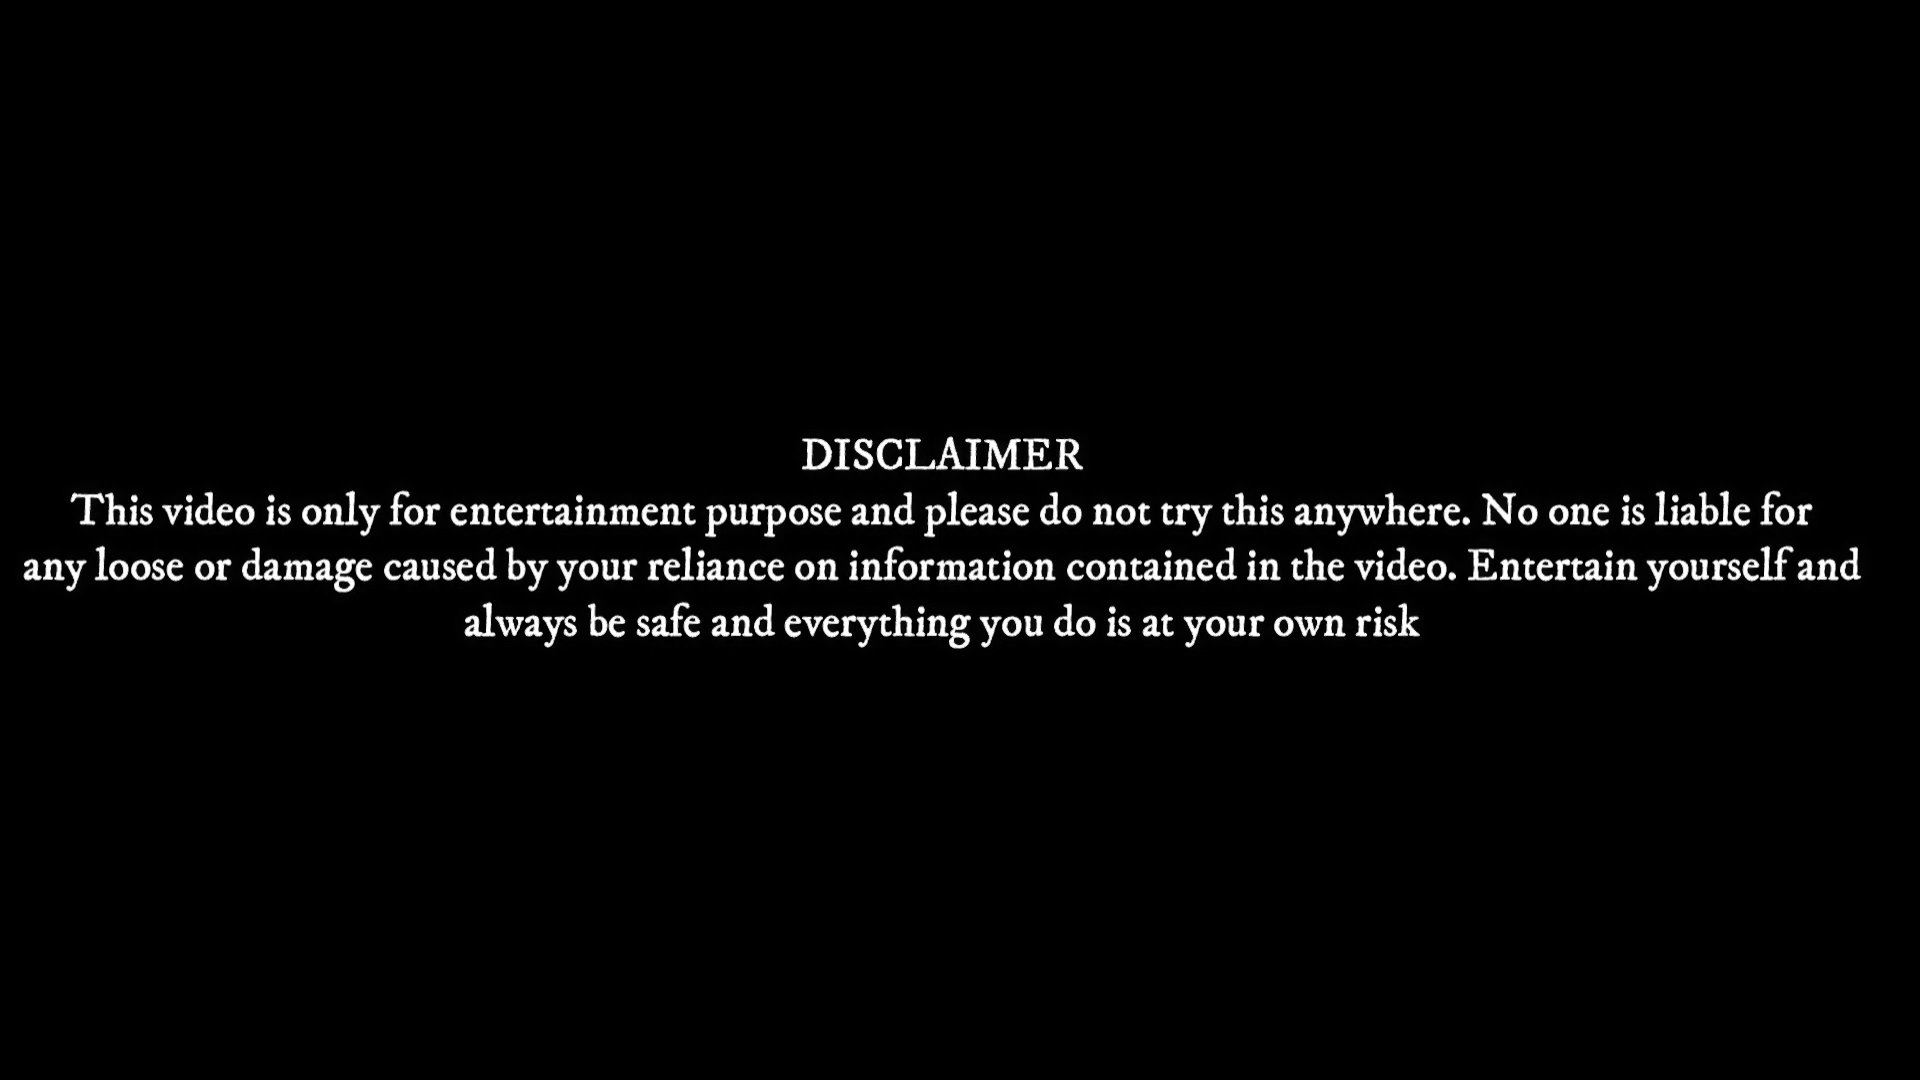 DISCLAIMER
This video is only for entertainment purpose and please do not try this anywhere. No one is liable for
any loose or damage caused by your reliance on information contained in the video. Entertain yourself and
always be safe and everything you do is at your own risk